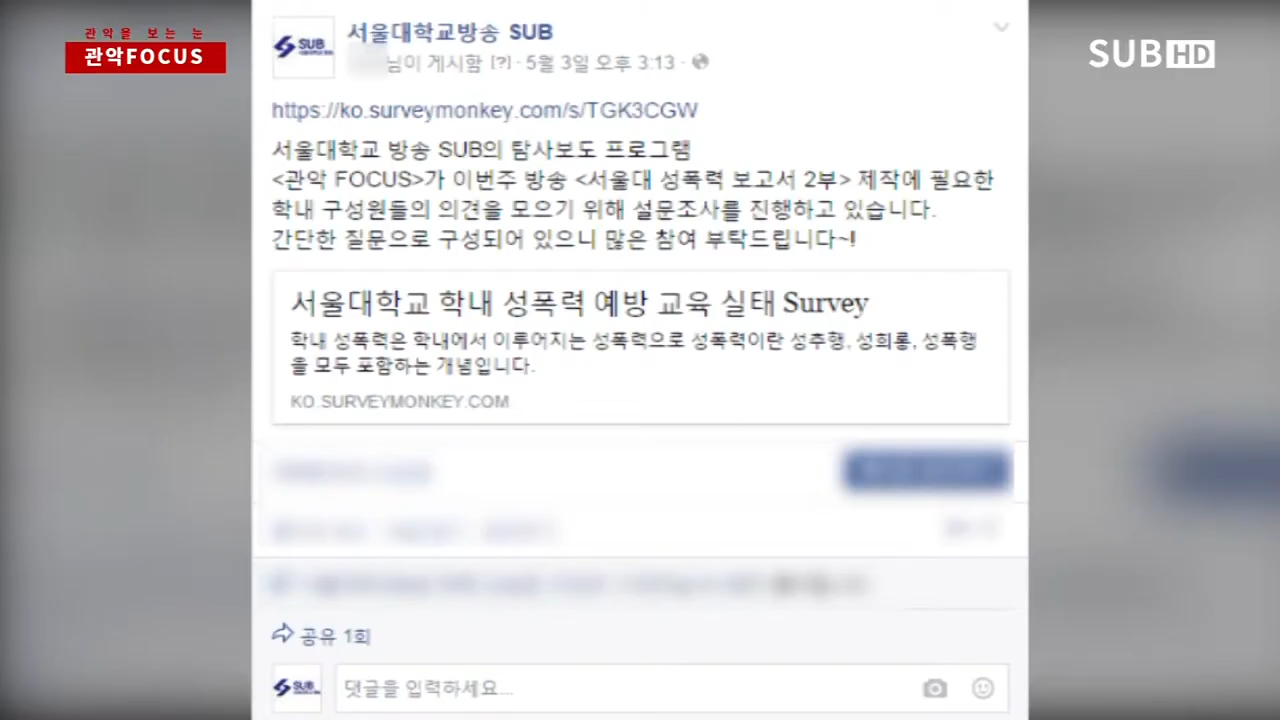 관악을 보는 눈
관악FOCUS
SUB HD
SUB
서울대학교방송 SUB
님이 게시함 [?] · 5월 3일 오후 3:13 ·
https://ko.surveymonkey.com/s/TGK3CGW
서울대학교 방송 SUB의 탐사보도 프로그램
<관악 FOCUS>가 이번주 방송 <서울대 성폭력 보고서 2부> 제작에 필요한
학내 구성원들의 의견을 모으기 위해 설문조사를 진행하고 있습니다.
간단한 질문으로 구성되어 있으니 많은 참여 부탁드립니다~!
서울대학교 학내 성폭력 예방 교육 실태 Survey
학내 성폭력은 학내에서 이루어지는 성폭력으로 성폭력이란 성추행, 성희롱, 성폭행
을 모두 포함하는 개념입니다.
KO.SURVEYMONKEY.COM
공유 1회
SUB
댓글을 입력하세요...